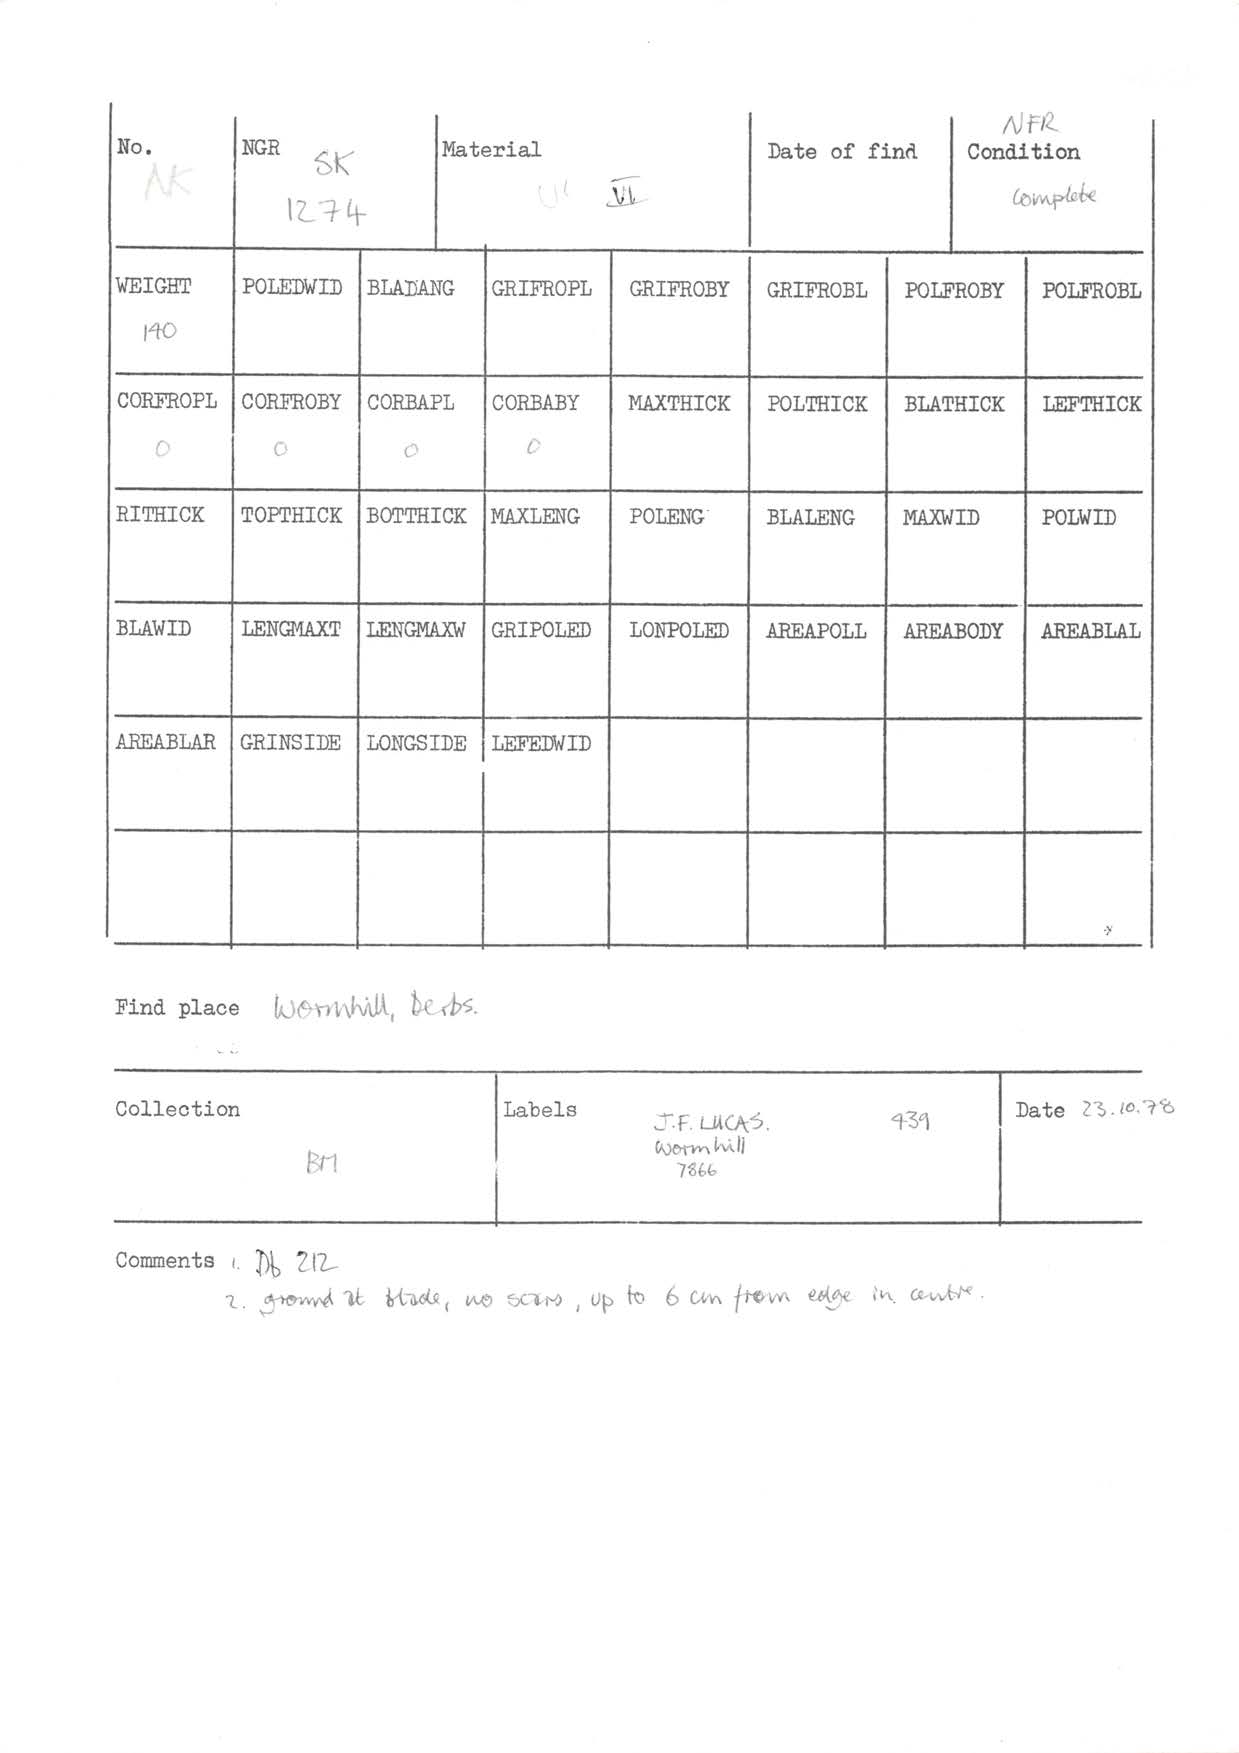 No. NGR Material Date of find NFR Condition
NK SK 1274 VI complete
WEIGHT POLEDWID BLADANG GRIFROPL GRIFROBY GRIFROBL POLFROBY POLFROBL
140
CORFROPL CORFROBY CORBAPL CORBABY MAXTHICK POLTHICK BLATHICK LEFTHICK
0 0 0 0
RITHICK TOPTHICK BOTTHICK MAXLENG POLENG BLALENG MAXWID POLWID
BLAWID LENGMAXT LENGMAXW GRIPOLED LONPOLED AREAPOLL AREABODY AREABLAL
AREABLAR GRINSIDE LONGSIDE LEFEDWID
Find place Wormhill, Derbs.
Collection Labels J.F. LUCAS. 439 Date 23.10.78
Wormhill
BM 7866
Comments 1. Db 212
2. ground at blade, no scars, up to 6 cm from edge in centre.